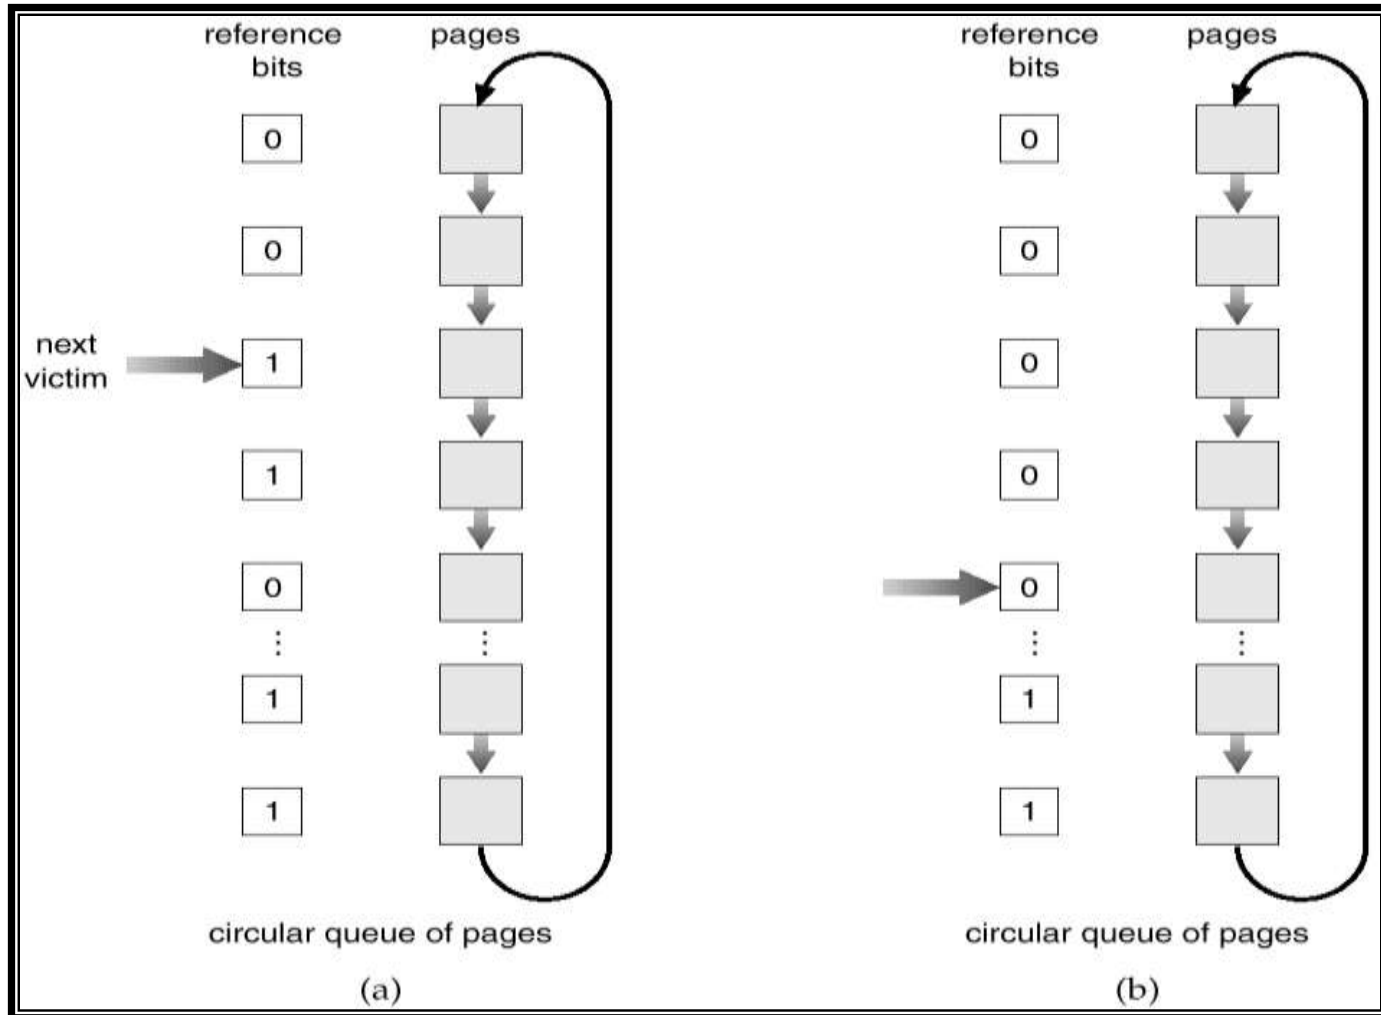 reference pages
bits
0
0
next
victim
1
1
0
⋮ ⋮
1
1
circular queue of pages
(a)
reference pages
bits
0
0
0
0
0
⋮ ⋮
1
1
circular queue of pages
(b)